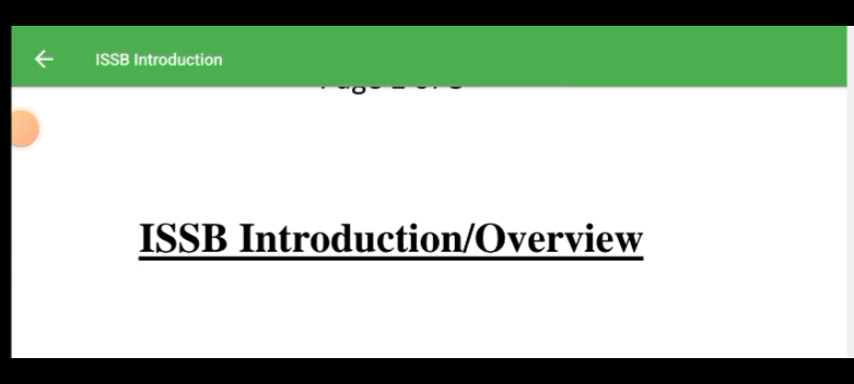 ISSB Introduction
ISSB Introduction/Overview